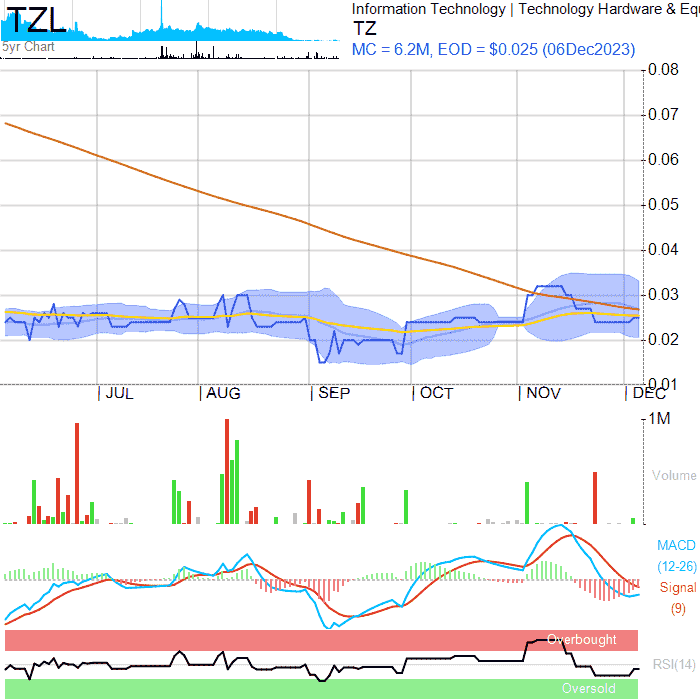 TZL
5yr Chart
Information Technology | Technology Hardware & Equ
TZ
MC = 6.2M, EOD = $0.025 (06Dec2023)
0.08
0.07
0.06
0.05
0.04
0.03
0.02
0.01
JUL
AUG
SEP
OCT
NOV
DEC
1M
Volume
MACD
(12-26)
Signal
(9)
Overbought
RSI(14)
Oversold